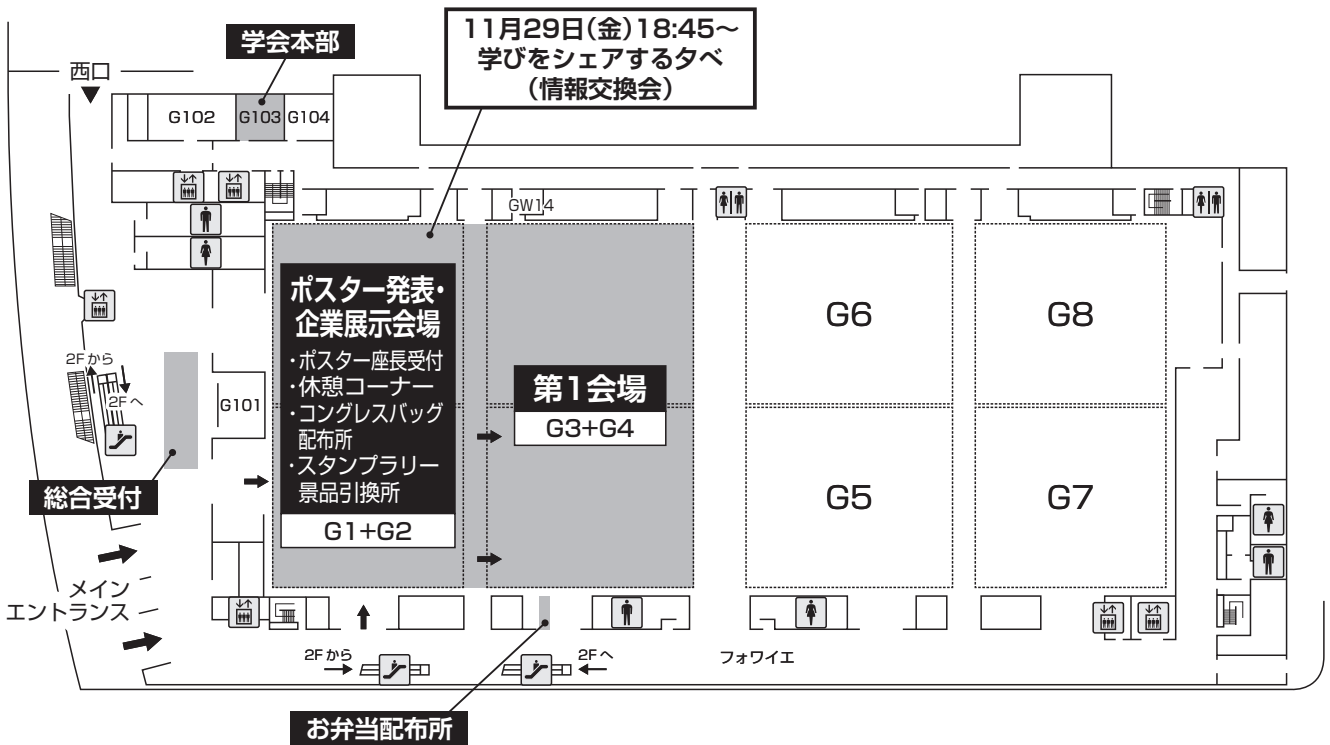 11月29日(金)18:45～
学びをシェアする夕べ
(情報交換会)
学会本部
西口
G102
G103
G104
GW14
ポスター発表・
企業展示会場
・ポスター座長受付
・休憩コーナー
・コングレスバッグ
配布所
・スタンプラリー
景品引換所
G1+G2
第1会場
G3+G4
G6
G8
G5
G7
2Fから
2Fへ
G101
総合受付
メイン
エントランス
2Fから
2Fへ
フォワイエ
お弁当配布所